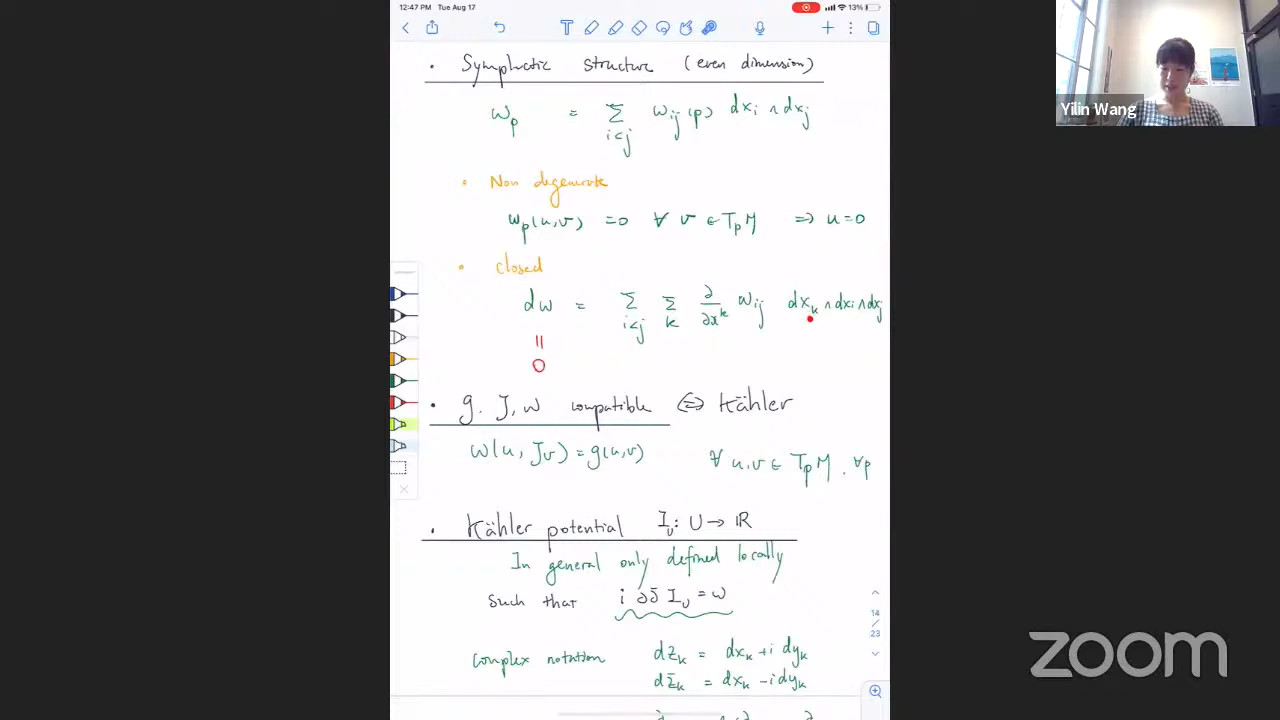 12:47 PM Tue Aug 17
13%
Yilin Wang
• Symplectic structure (even dimension)
ω_p = Σ_{i<j} ω_ij(p) dx_i ∧ dx_j
• Non degenerate
ω_p(u,v) = 0 ∀ v ∈ T_pM ⇒ u=0
• closed
dω = Σ_{i<j} Σ_k ∂/∂x^k ω_ij dx_k ∧ dx_i ∧ dx_j
||
0
• g. J, ω compatible ⇔ Kähler
ω(u, Jv) = g(u,v) ∀ u,v ∈ T_pM. ∀p
• Kähler potential I_U: U → ℝ
In general only defined locally
Such that i ∂∂̄ I_U = ω
14
/
23
complex notation dz_k = dx_k + i dy_k
dz̄_k = dx_k - i dy_k
zoom